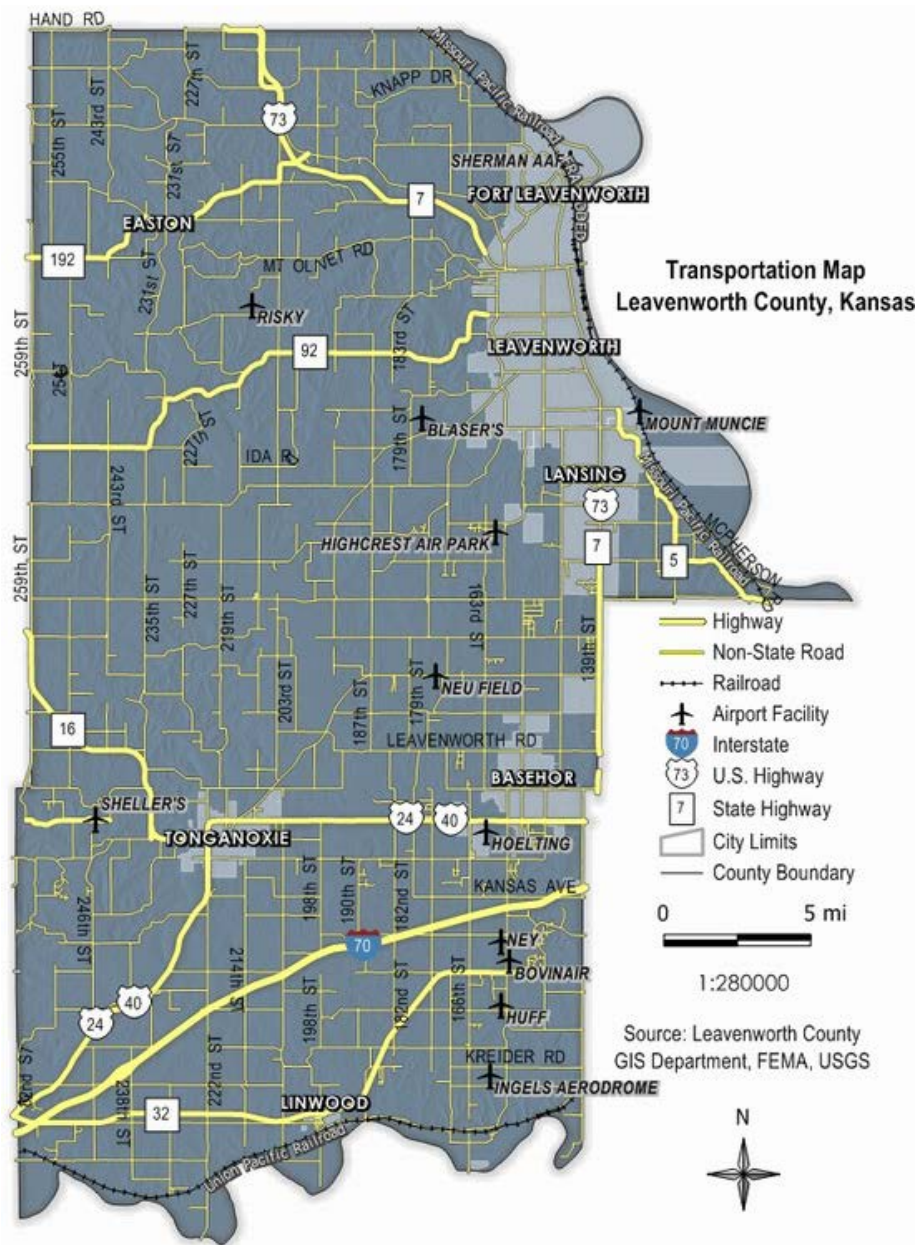 HAND RD
Missouri Pacific Railroad
227th ST
KNAPP DR
243rd ST
255th ST
73
231st ST
SHERMAN AAF
7
FORT LEAVENWORTH
EASTON
192
MT OLIVET RD
231st ST
Transportation Map
Leavenworth County, Kansas
RISKY
259th ST
92
183rd ST
LEAVENWORTH
254T
227th ST
179th ST
BLASER'S
MOUNT MUNCIE
IDA R
243rd ST
LANSING
73
Missouri Pacific Railroad
MCPHERSON RD
HIGHCREST AIR PARK
7
5
259th ST
235th ST
227th ST
219th ST
163rd ST
139th ST
Highway
Non-State Road
203rd ST
NEU FIELD
187th ST
179th ST
Railroad
Airport Facility
16
LEAVENWORTH RD
70
Interstate
BASEHOR
73
U.S. Highway
SHELLER'S
7
State Highway
24
40
TONGANOXIE
HOELTING
City Limits
County Boundary
KANSAS AVE
198th ST
190th ST
182nd ST
0
5 mi
246th ST
70
NEY
BOVINAIR
1:280000
214th ST
40
24
198th ST
182nd ST
166th ST
HUFF
Source: Leavenworth County
GIS Department, FEMA, USGS
KREIDER RD
INGELS AERODROME
238th ST
222nd ST
32
LINWOOD
N
Union Pacific Railroad